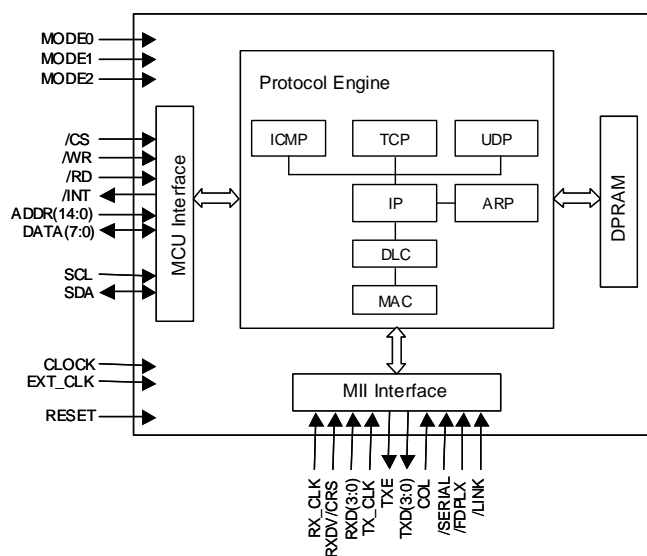 MODE0
MODE1
MODE2
Protocol Engine
ICMP
TCP
UDP
IP
ARP
DLC
MAC
/CS
/WR
/RD
/INT
ADDR(14:0)
DATA(7:0)
SCL
SDA
MCU Interface
DPRAM
CLOCK
EXT_CLK
RESET
MII Interface
RX_CLK
RXDV/CRS
RXD(3:0)
TX_CLK
TXE
TXD(3:0)
COL
/SERIAL
/FDPLX
/LINK